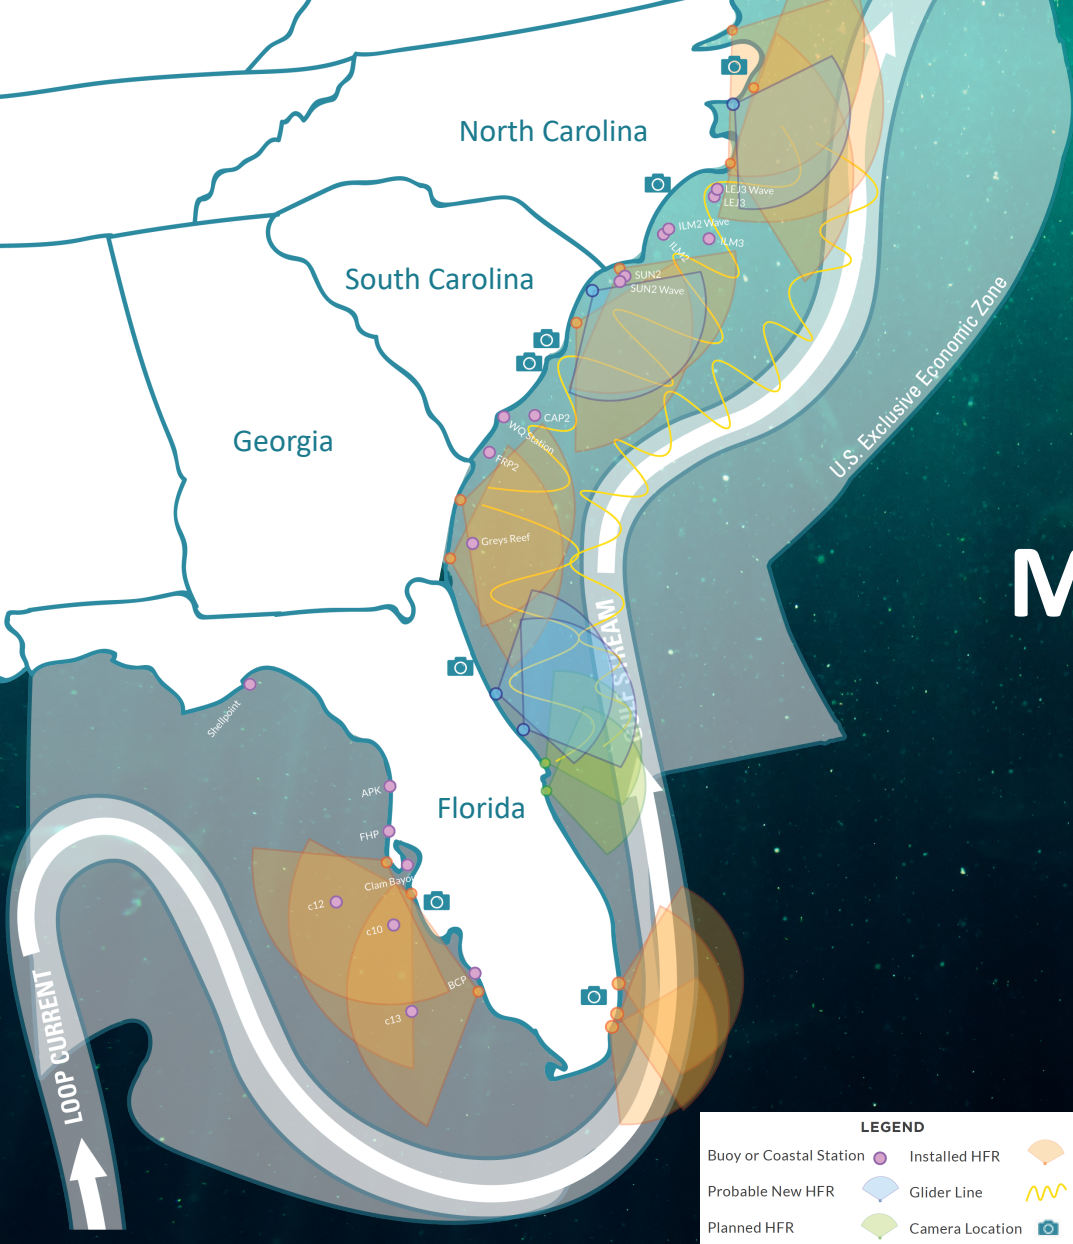 North Carolina
LEJ3 Wave
LEJ3
ILM2 Wave
ILM2
ILM3
South Carolina
SUN2
SUN2 Wave
U.S. Exclusive Economic Zone
CAP2
WQ Station
Georgia
FRP2
Greys Reef
M
GULF STREAM
Shellpoint
APK
Florida
FHP
Clam Bayou
c12
c10
BCP
c13
LOOP CURRENT
LEGEND
Buoy or Coastal Station
Installed HFR
Probable New HFR
Glider Line
Planned HFR
Camera Location